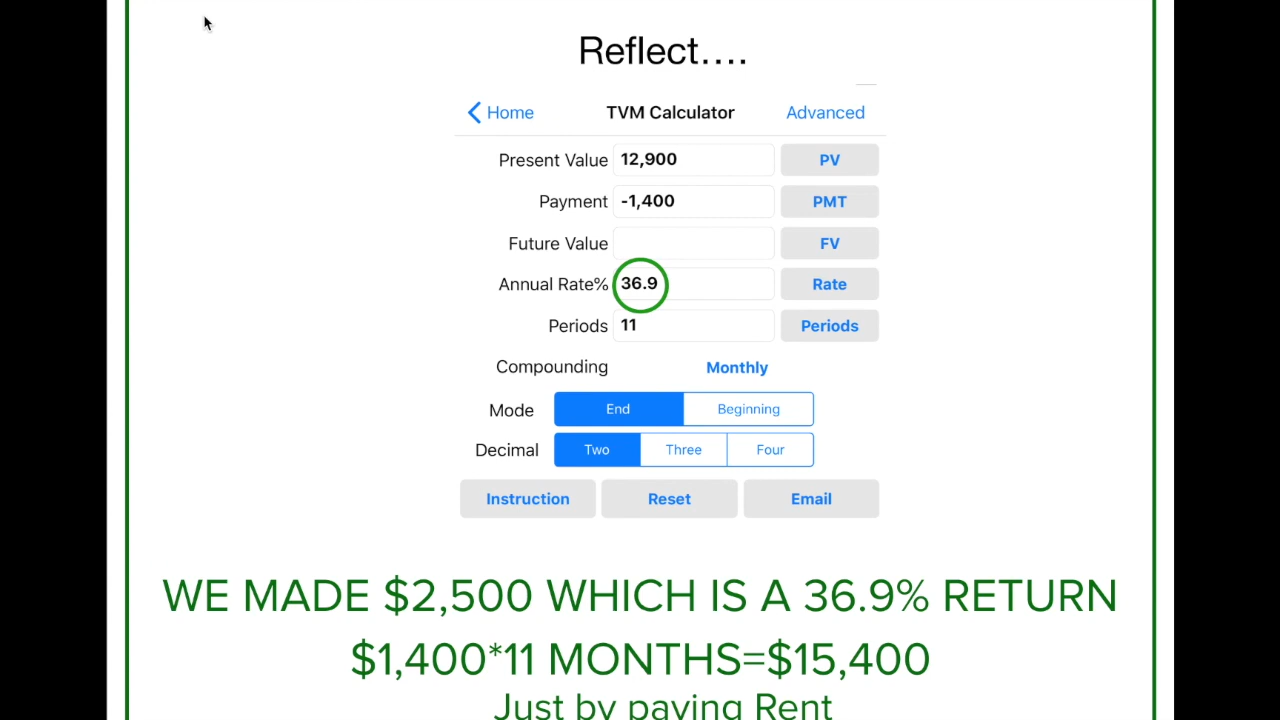 Reflect....
Home TVM Calculator Advanced
Present Value 12,900 PV
Payment -1,400 PMT
Future Value FV
Annual Rate% 36.9 Rate
Periods 11 Periods
Compounding Monthly
Mode End Beginning
Decimal Two Three Four
Instruction Reset Email
WE MADE $2,500 WHICH IS A 36.9% RETURN
$1,400*11 MONTHS=$15,400
Just by paying Rent